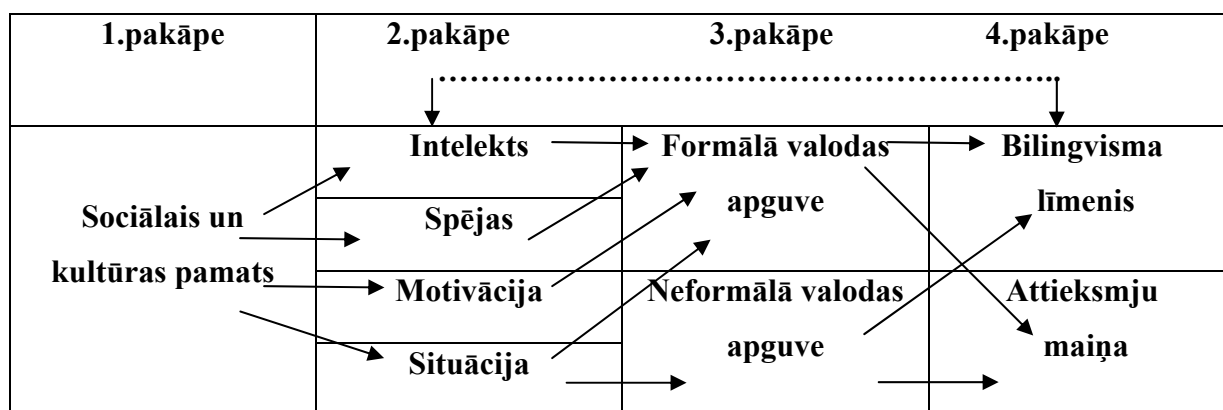 1.pakāpe 2.pakāpe 3.pakāpe 4.pakāpe
Intelekts Formālā valodas Bilingvisma
apguve līmenis
Sociālais un Spējas
kultūras pamats
Motivācija Neformālā valodas Attieksmju
apguve maiņa
Situācija